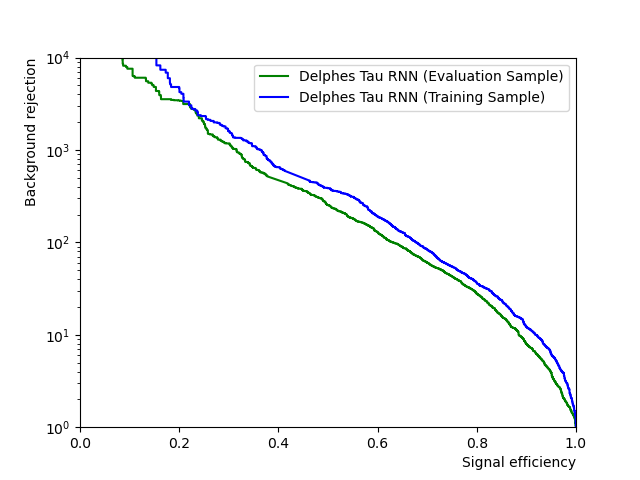 Background rejection
10⁴
10³
10²
10¹
10⁰
Delphes Tau RNN (Evaluation Sample)
Delphes Tau RNN (Training Sample)
0.0 0.2 0.4 0.6 0.8 1.0
Signal efficiency